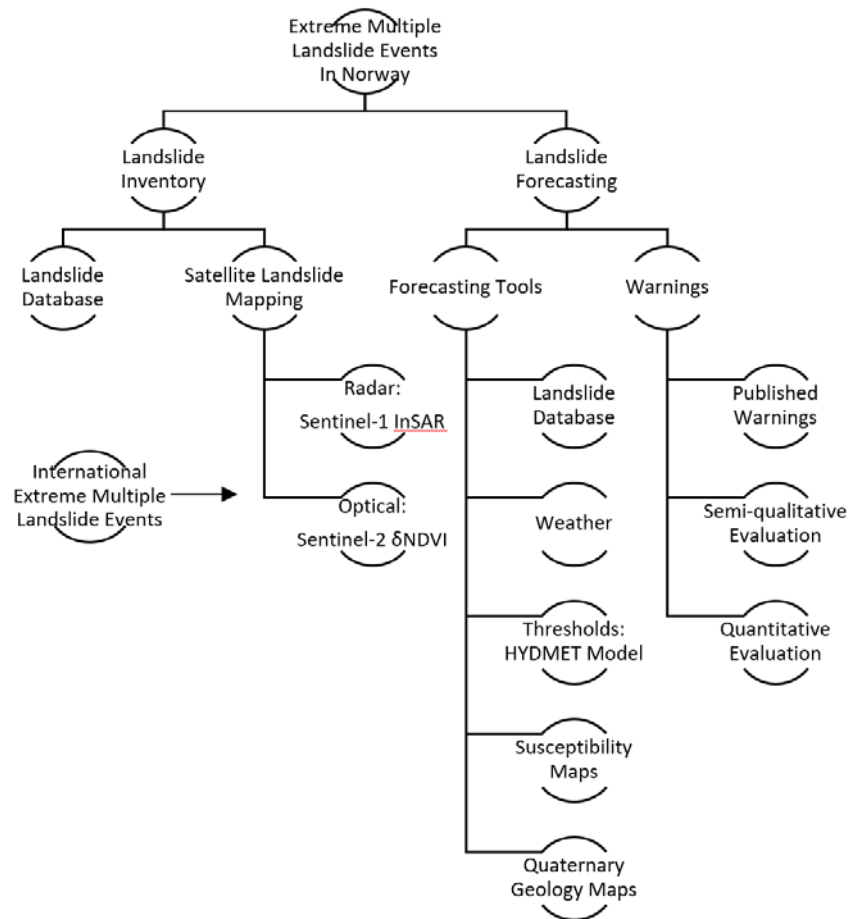 Extreme Multiple
Landslide Events
In Norway
Landslide
Inventory
Landslide
Forecasting
Landslide
Database
Satellite Landslide
Mapping
Forecasting Tools
Warnings
Radar:
Sentinel-1 InSAR
Landslide
Database
Published
Warnings
International
Extreme Multiple
Landslide Events
Optical:
Sentinel-2 δNDVI
Weather
Semi-qualitative
Evaluation
Thresholds:
HYDMET Model
Quantitative
Evaluation
Susceptibility
Maps
Quaternary
Geology Maps